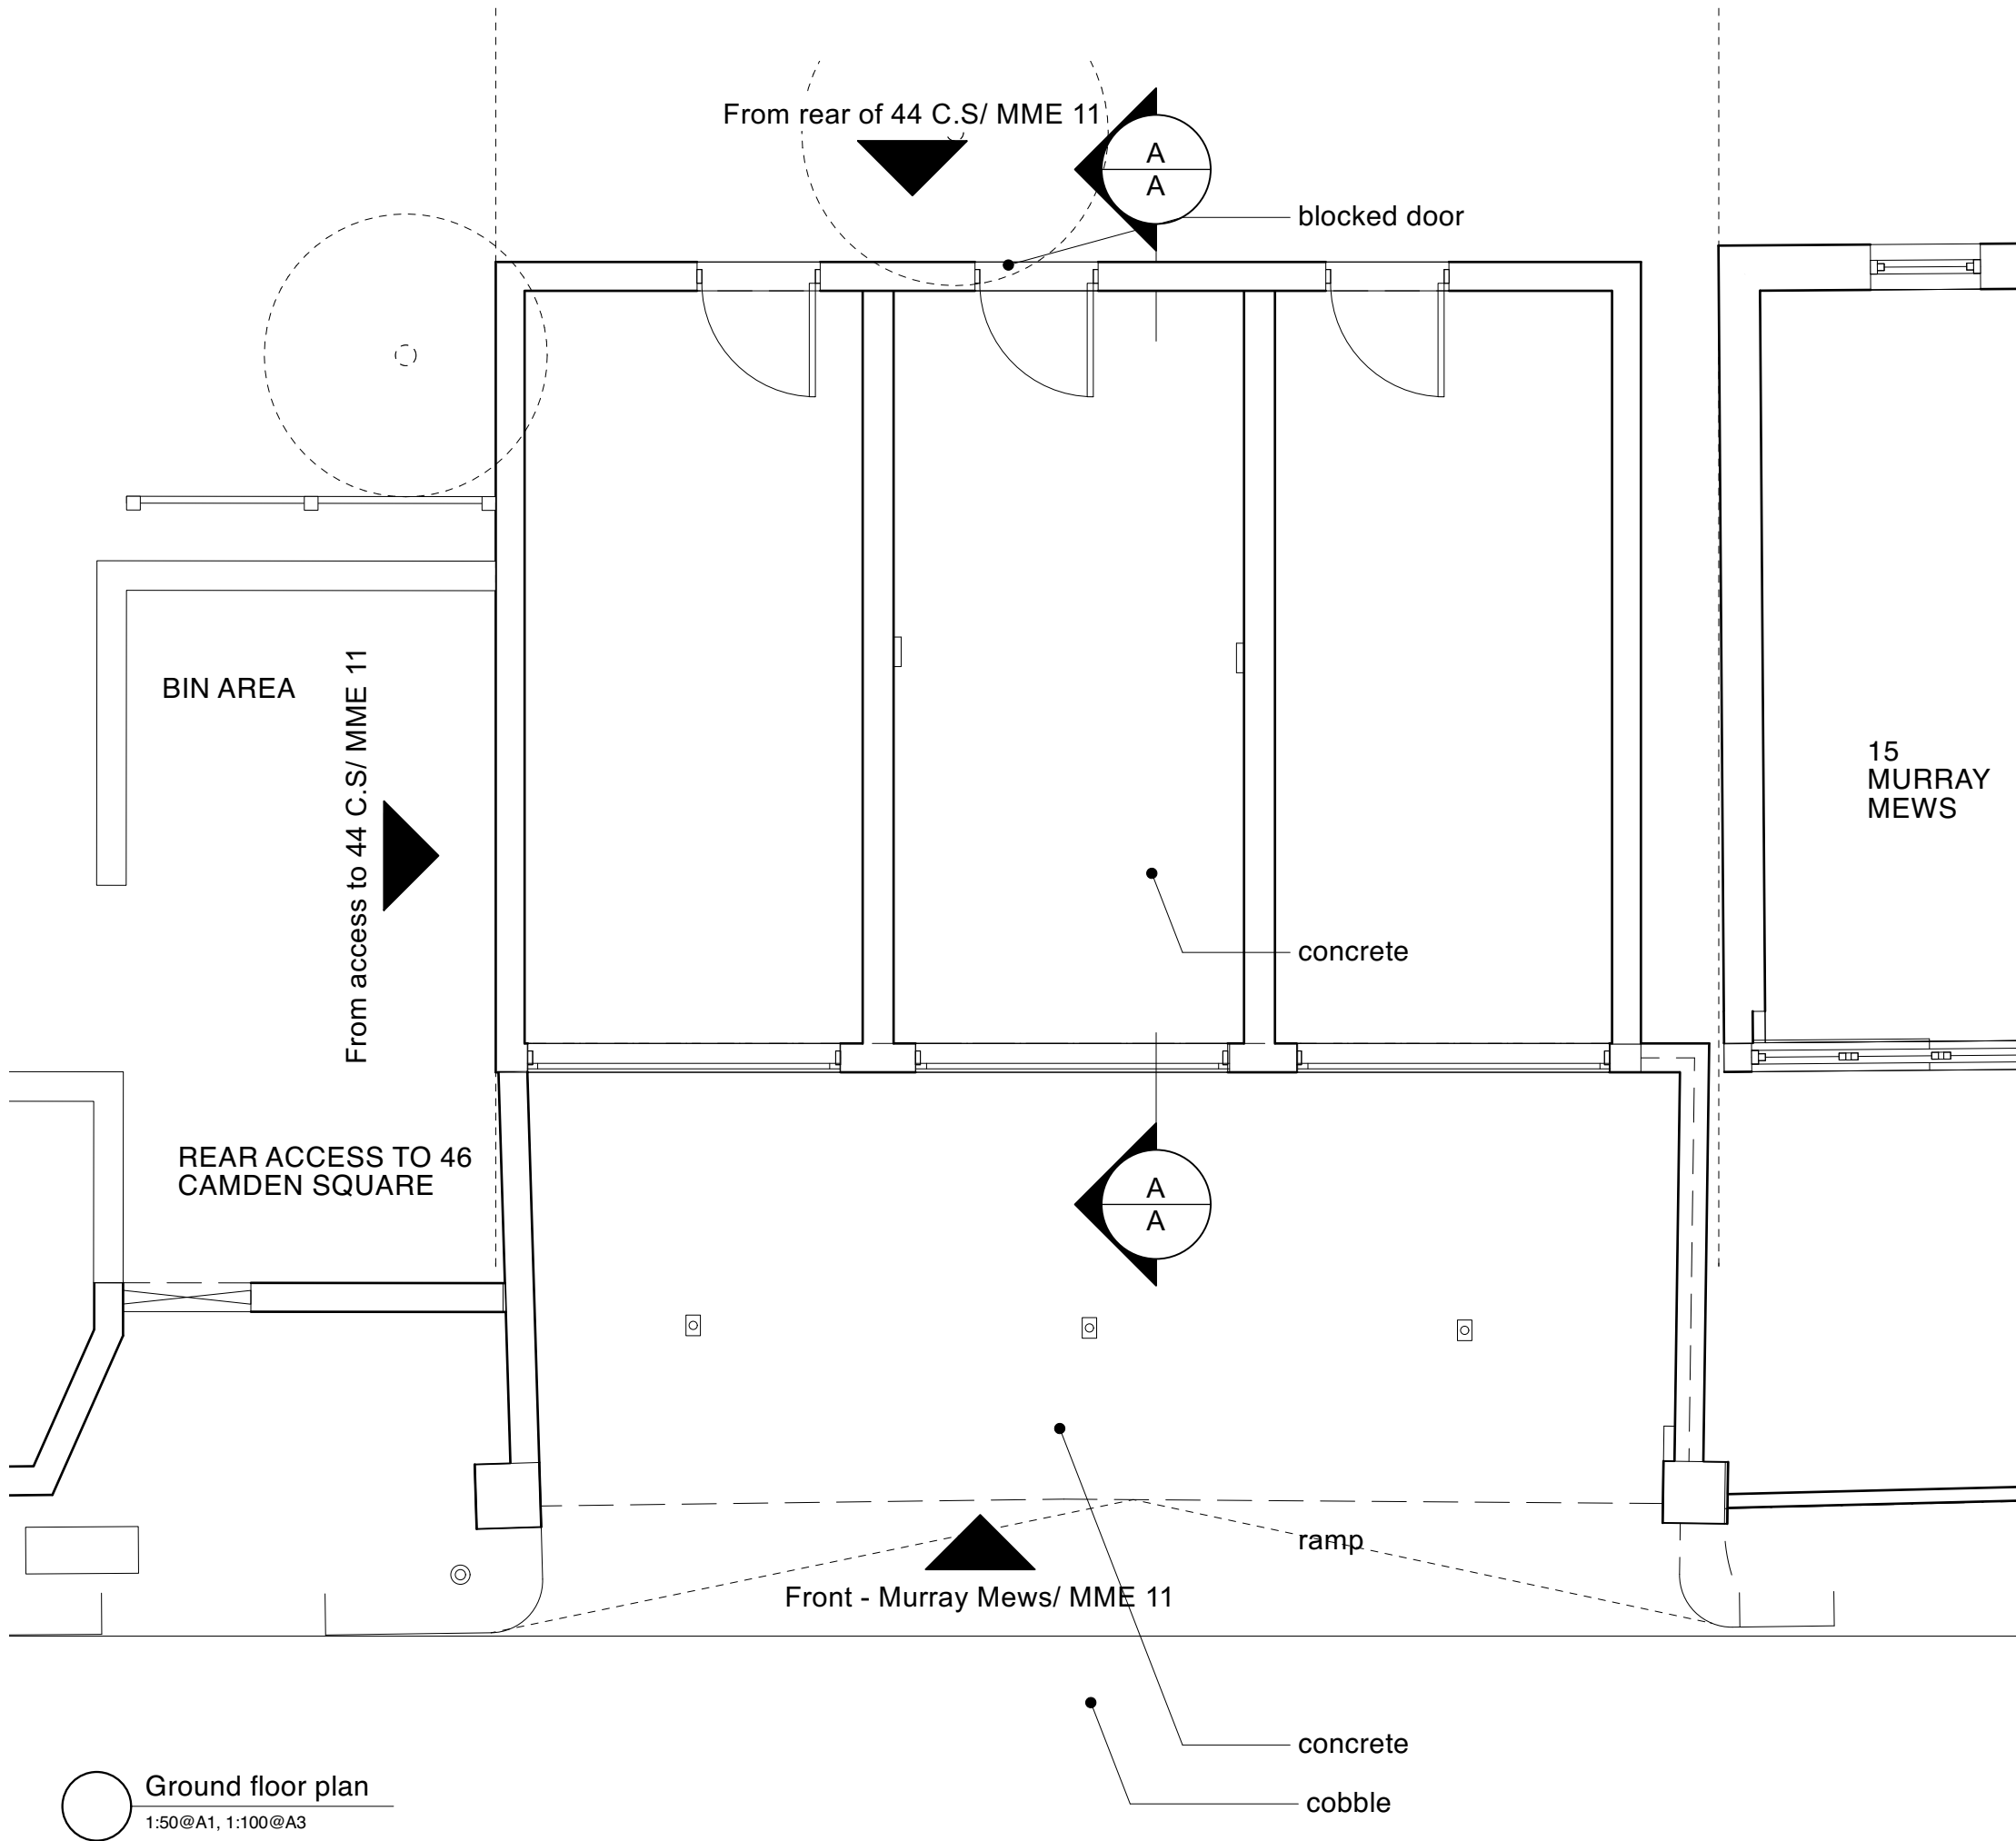 From rear of 44 C.S/ MME 11
A
A
blocked door
BIN AREA
From access to 44 C.S/ MME 11
15
MURRAY
MEWS
concrete
REAR ACCESS TO 46
CAMDEN SQUARE
A
A
ramp
Front - Murray Mews/ MME 11
concrete
cobble
Ground floor plan
1:50@A1, 1:100@A3